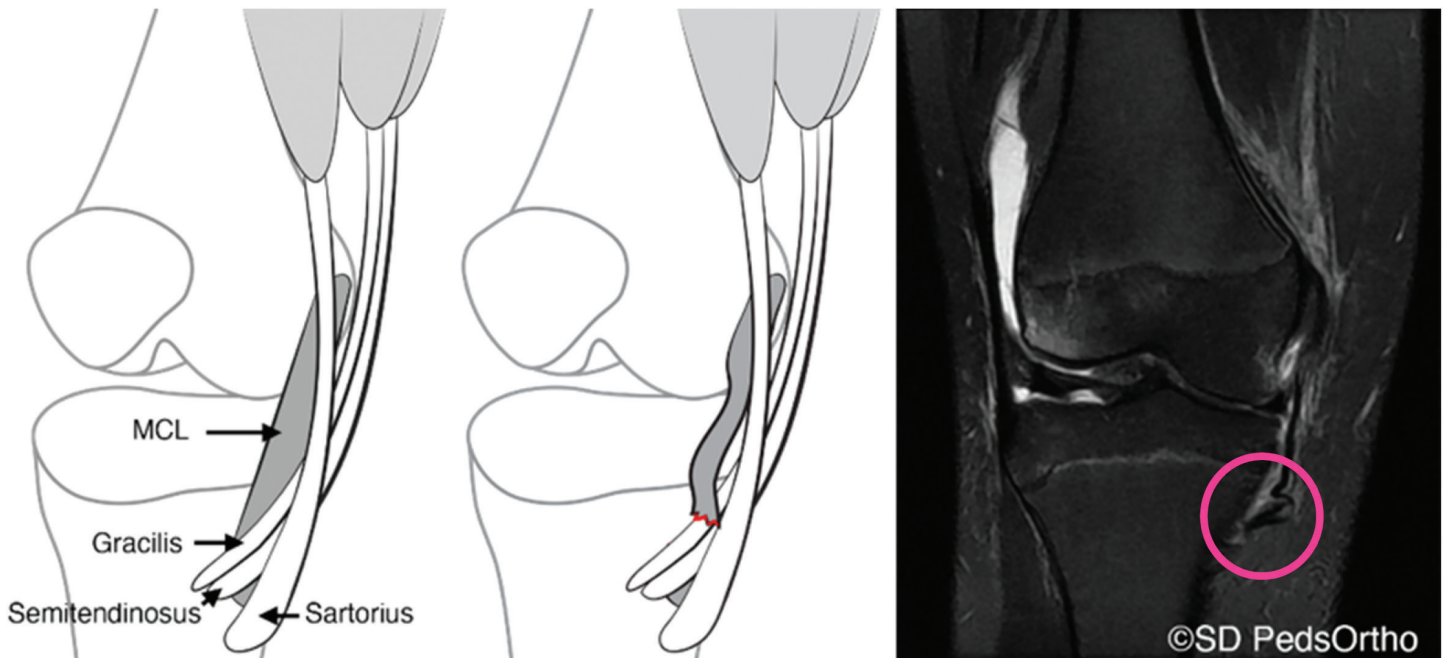 MCL
Gracilis
Semitendinosus
Sartorius
©SD PedsOrtho